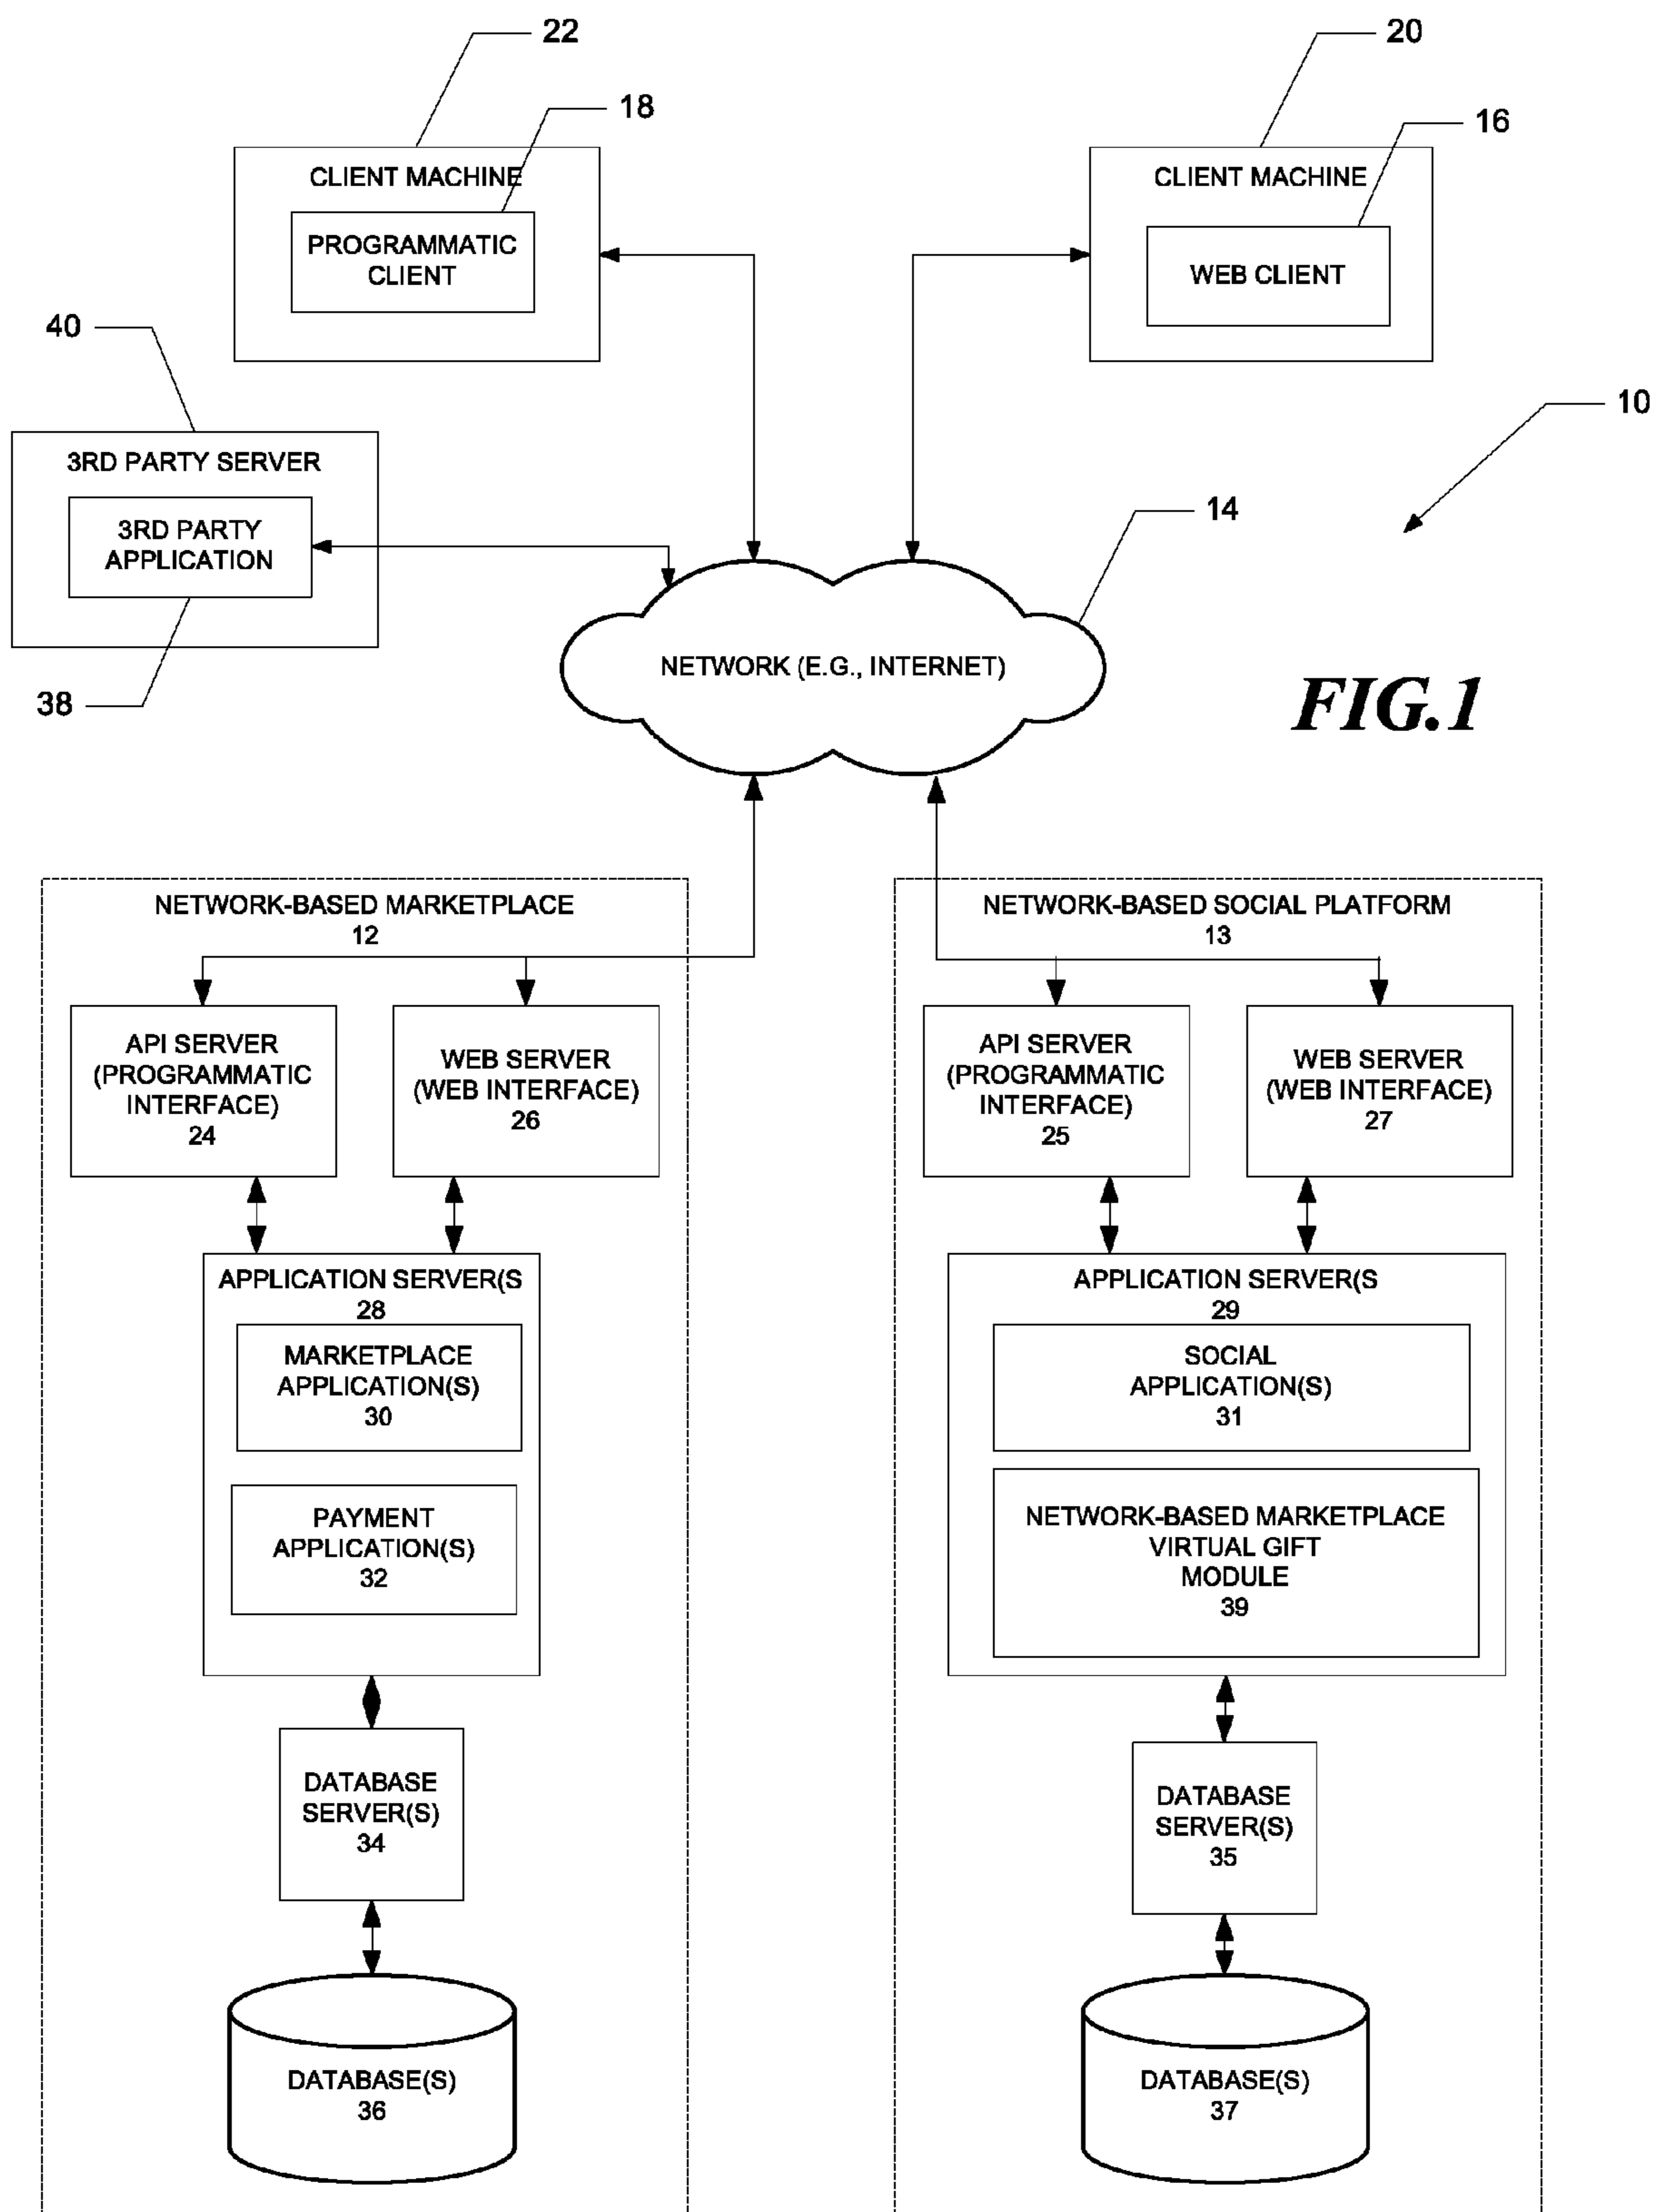 22
20
18
16
CLIENT MACHINE
PROGRAMMATIC
CLIENT
CLIENT MACHINE
WEB CLIENT
40
10
3RD PARTY SERVER
3RD PARTY
APPLICATION
38
14
NETWORK (E.G., INTERNET)
FIG.1
NETWORK-BASED MARKETPLACE
12
API SERVER
(PROGRAMMATIC
INTERFACE)
24
WEB SERVER
(WEB INTERFACE)
26
APPLICATION SERVER(S
28
MARKETPLACE
APPLICATION(S)
30
PAYMENT
APPLICATION(S)
32
DATABASE
SERVER(S)
34
DATABASE(S)
36
NETWORK-BASED SOCIAL PLATFORM
13
API SERVER
(PROGRAMMATIC
INTERFACE)
25
WEB SERVER
(WEB INTERFACE)
27
APPLICATION SERVER(S
29
SOCIAL
APPLICATION(S)
31
NETWORK-BASED MARKETPLACE
VIRTUAL GIFT
MODULE
39
DATABASE
SERVER(S)
35
DATABASE(S)
37